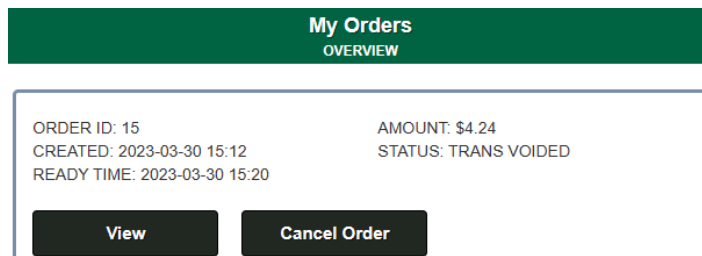 My Orders
OVERVIEW
ORDER ID: 15
AMOUNT: $4.24
CREATED: 2023-03-30 15:12
STATUS: TRANS VOIDED
READY TIME: 2023-03-30 15:20
View
Cancel Order